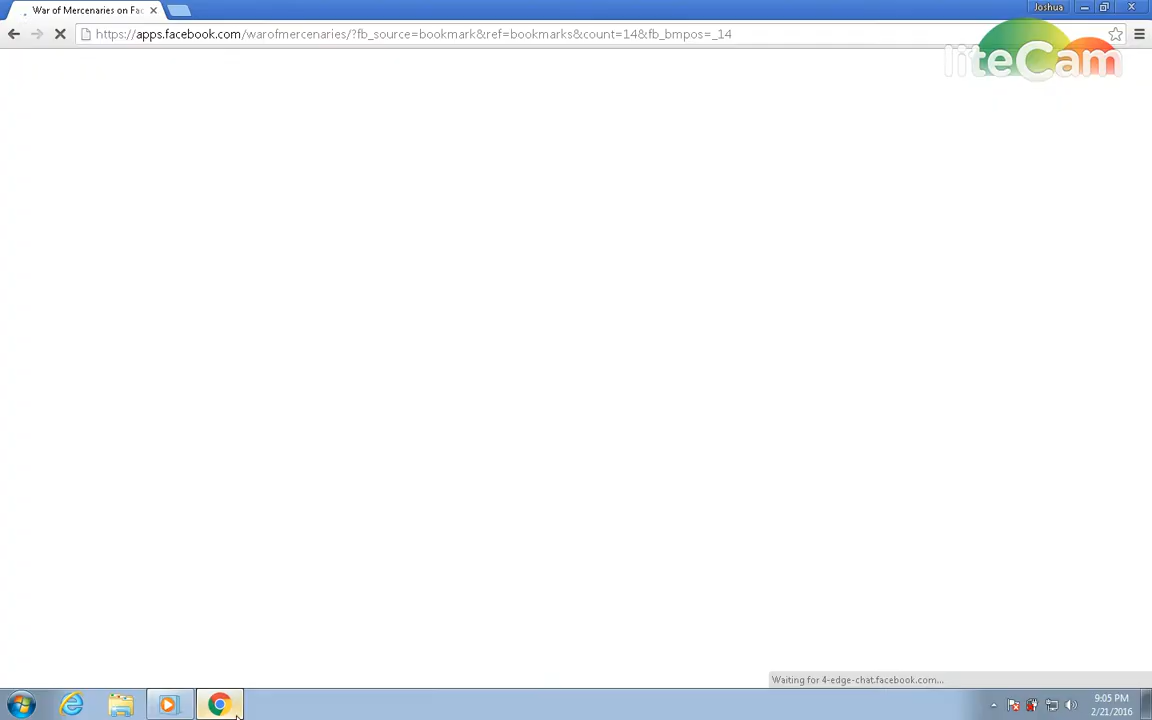 War of Mercenaries on Fac
Joshua
https://apps.facebook.com/warofmercenaries/?fb_source=bookmark&ref=bookmarks&count=14&fb_bmpos=_14
liteCam
Waiting for 4-edge-chat.facebook.com...
9:05 PM
2/21/2016